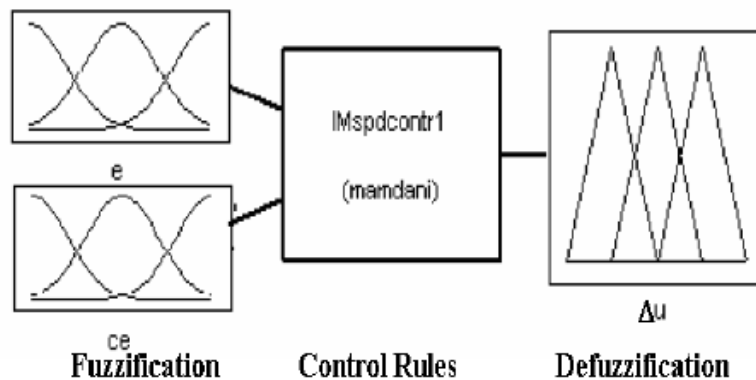 e
ce
IMspdcontr1
(mamdani)
Δu
Fuzzification
Control Rules
Defuzzification